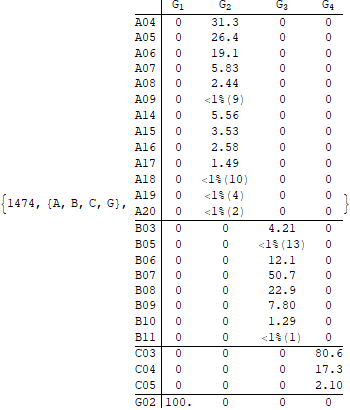 G1 G2 G3 G4
A04 0 31.3 0 0
A05 0 26.4 0 0
A06 0 19.1 0 0
A07 0 5.83 0 0
A08 0 2.44 0 0
A09 0 <1%(9) 0 0
A14 0 5.56 0 0
A15 0 3.53 0 0
A16 0 2.58 0 0
A17 0 1.49 0 0
A18 0 <1%(10) 0 0
A19 0 <1%(4) 0 0
{1474, {A, B, C, G}, A20 0 <1%(2) 0 0 }
B03 0 0 4.21 0
B05 0 0 <1%(13) 0
B06 0 0 12.1 0
B07 0 0 50.7 0
B08 0 0 22.9 0
B09 0 0 7.80 0
B10 0 0 1.29 0
B11 0 0 <1%(1) 0
C03 0 0 0 80.6
C04 0 0 0 17.3
C05 0 0 0 2.10
G02 100. 0 0 0